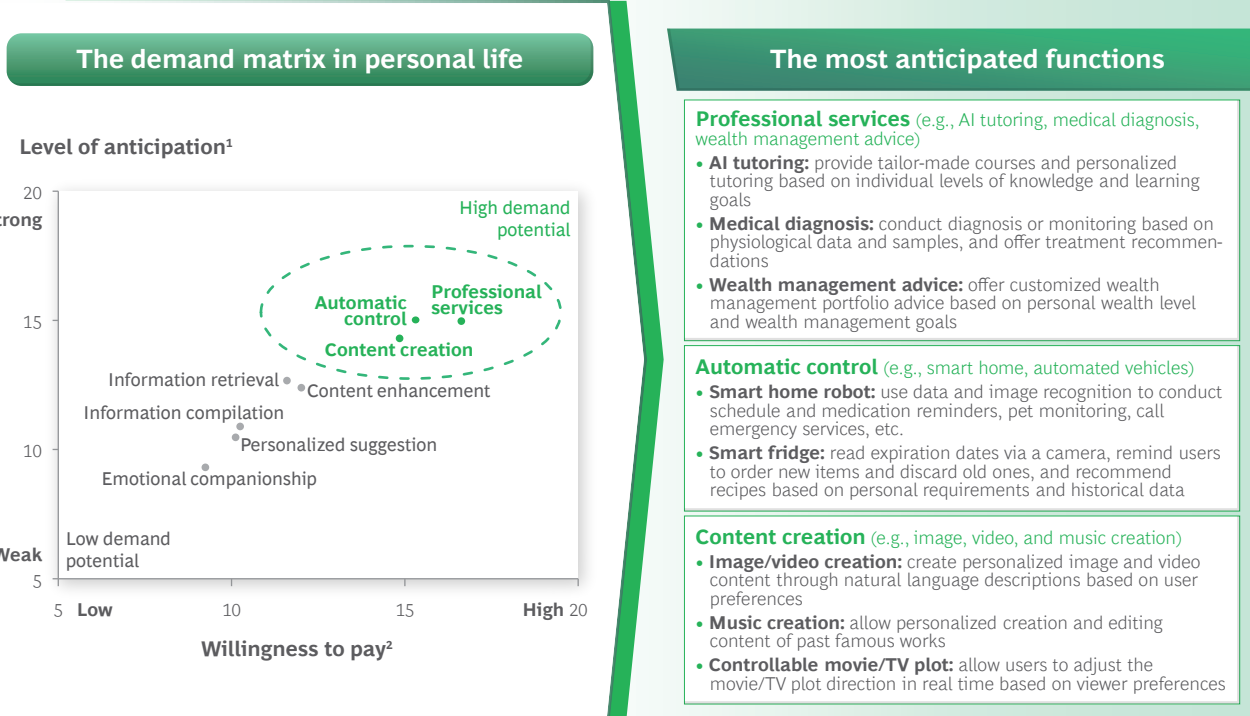 The demand matrix in personal life
Level of anticipation¹
20
trong
High demand
potential
Automatic
control
Professional
services
15
Content creation
Information retrieval
Content enhancement
Information compilation
Personalized suggestion
10
Emotional companionship
Low demand
potential
Weak
5
5 Low 10 15 High 20
Willingness to pay²
The most anticipated functions
Professional services (e.g., AI tutoring, medical diagnosis,
wealth management advice)
• AI tutoring: provide tailor-made courses and personalized
tutoring based on individual levels of knowledge and learning
goals
• Medical diagnosis: conduct diagnosis or monitoring based on
physiological data and samples, and offer treatment recommen-
dations
• Wealth management advice: offer customized wealth
management portfolio advice based on personal wealth level
and wealth management goals
Automatic control (e.g., smart home, automated vehicles)
• Smart home robot: use data and image recognition to conduct
schedule and medication reminders, pet monitoring, call
emergency services, etc.
• Smart fridge: read expiration dates via a camera, remind users
to order new items and discard old ones, and recommend
recipes based on personal requirements and historical data
Content creation (e.g., image, video, and music creation)
• Image/video creation: create personalized image and video
content through natural language descriptions based on user
preferences
• Music creation: allow personalized creation and editing
content of past famous works
• Controllable movie/TV plot: allow users to adjust the
movie/TV plot direction in real time based on viewer preferences